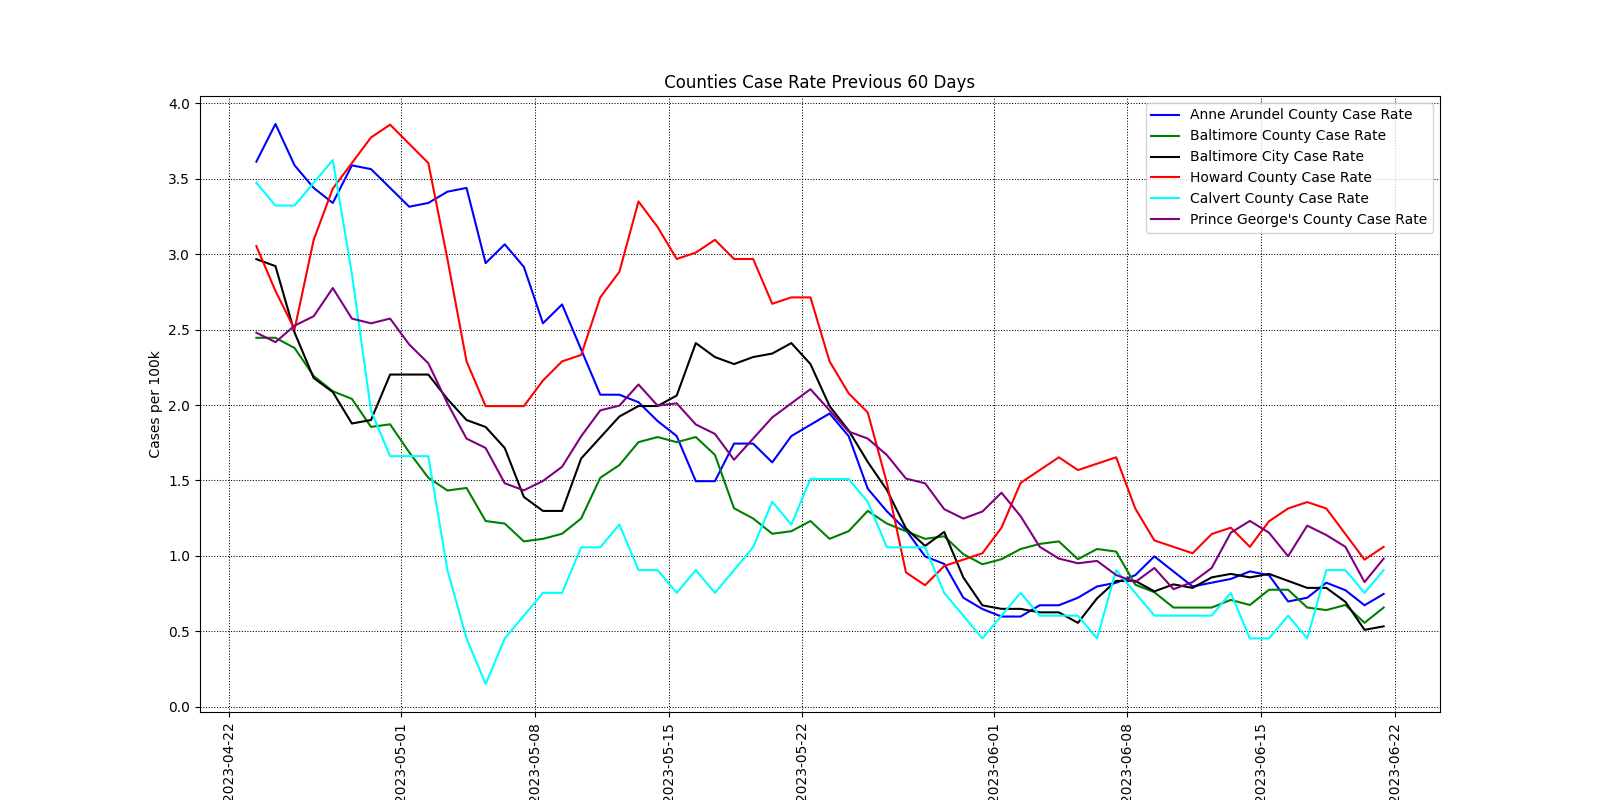 Counties Case Rate Previous 60 Days
Cases per 100k
4.0
3.5
3.0
2.5
2.0
1.5
1.0
0.5
0.0
Anne Arundel County Case Rate
Baltimore County Case Rate
Baltimore City Case Rate
Howard County Case Rate
Calvert County Case Rate
Prince George's County Case Rate
2023-04-22
2023-05-01
2023-05-08
2023-05-15
2023-05-22
2023-06-01
2023-06-08
2023-06-15
2023-06-22